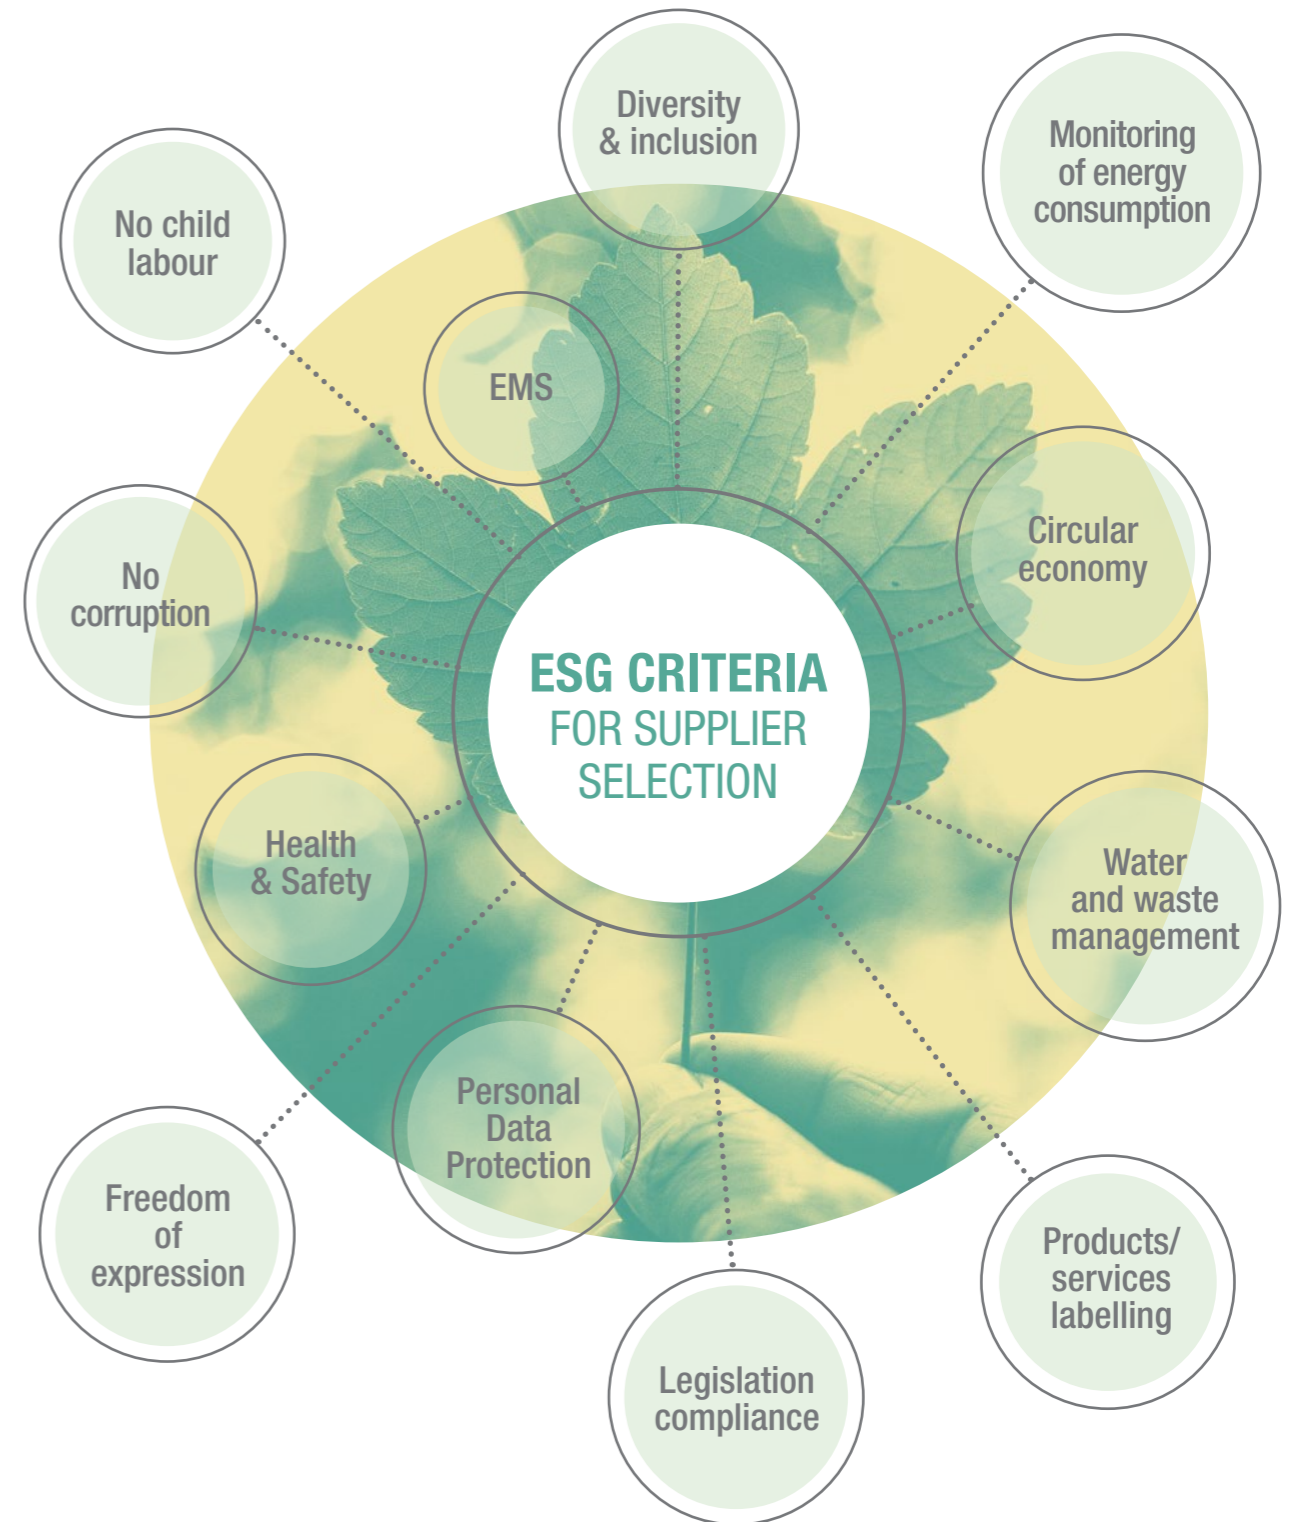 Diversity
& inclusion
Monitoring
of energy
consumption
No child
labour
EMS
Circular
economy
No
corruption
ESG CRITERIA
FOR SUPPLIER
SELECTION
Health
& Safety
Water
and waste
management
Personal
Data
Protection
Freedom
of
expression
Products/
services
labelling
Legislation
compliance